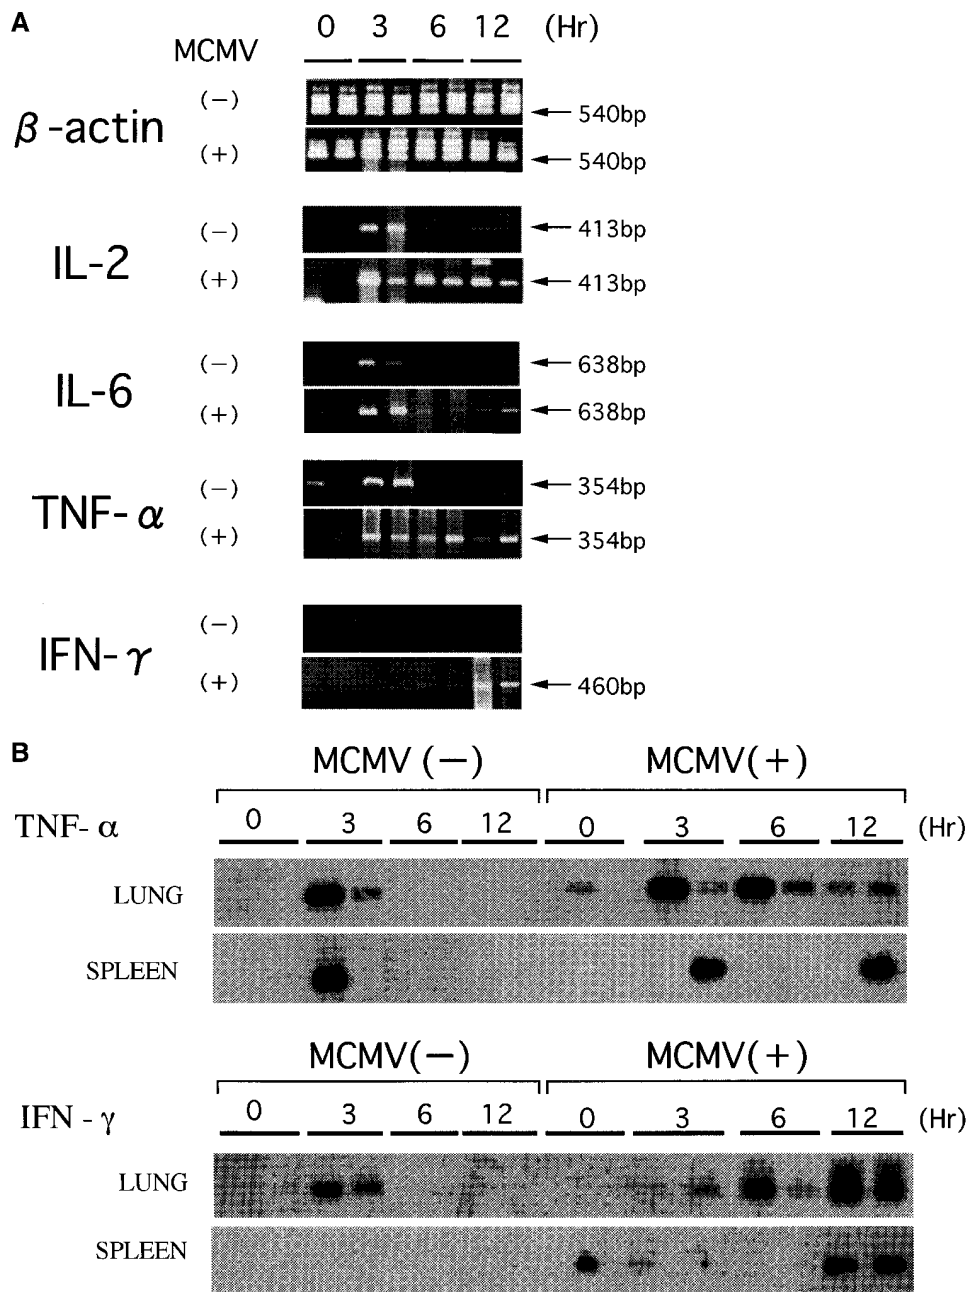 A
0 3 6 12 (Hr)
MCMV
β-actin
(−)
540bp
(+)
540bp
IL-2
(−)
413bp
(+)
413bp
IL-6
(−)
638bp
(+)
638bp
TNF-α
(−)
354bp
(+)
354bp
IFN-γ
(−)
(+)
460bp
B
MCMV (−) MCMV(+)
TNF-α 0 3 6 12 0 3 6 12 (Hr)
LUNG
SPLEEN
MCMV(−) MCMV(+)
IFN-γ 0 3 6 12 0 3 6 12 (Hr)
LUNG
SPLEEN